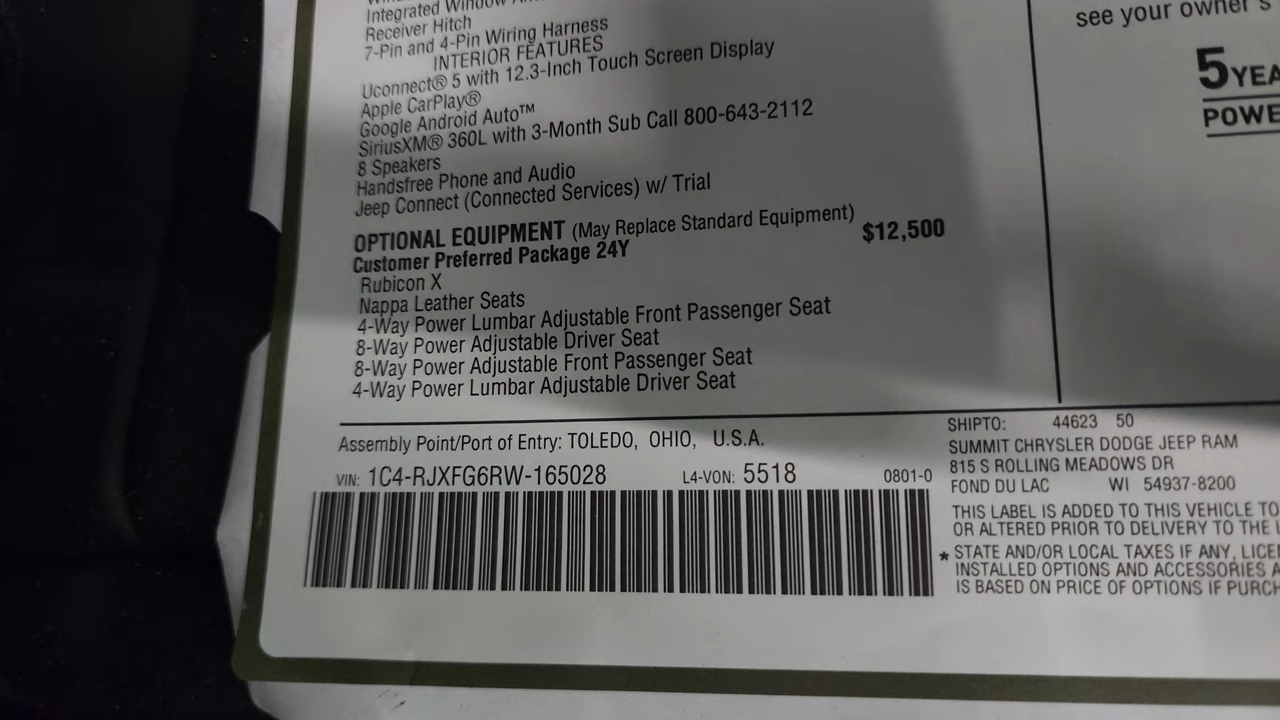 Integrated Window
Receiver Hitch
7-Pin and 4-Pin Wiring Harness
INTERIOR FEATURES
Uconnect® 5 with 12.3-Inch Touch Screen Display
Apple CarPlay®
Google Android Auto™
SiriusXM® 360L with 3-Month Sub Call 800-643-2112
8 Speakers
Handsfree Phone and Audio
Jeep Connect (Connected Services) w/ Trial
OPTIONAL EQUIPMENT (May Replace Standard Equipment)
Customer Preferred Package 24Y $12,500
Rubicon X
Nappa Leather Seats
4-Way Power Lumbar Adjustable Front Passenger Seat
8-Way Power Adjustable Driver Seat
8-Way Power Adjustable Front Passenger Seat
4-Way Power Lumbar Adjustable Driver Seat
see your owner's
5 YEA
POWE
Assembly Point/Port of Entry: TOLEDO, OHIO, U.S.A.
VIN: 1C4-RJXFG6RW-165028 L4-VON: 5518 0801-0
SHIPTO: 44623 50
SUMMIT CHRYSLER DODGE JEEP RAM
815 S ROLLING MEADOWS DR
FOND DU LAC WI 54937-8200
THIS LABEL IS ADDED TO THIS VEHICLE TO
OR ALTERED PRIOR TO DELIVERY TO THE
* STATE AND/OR LOCAL TAXES IF ANY, LICE
INSTALLED OPTIONS AND ACCESSORIES A
IS BASED ON PRICE OF OPTIONS IF PURCH